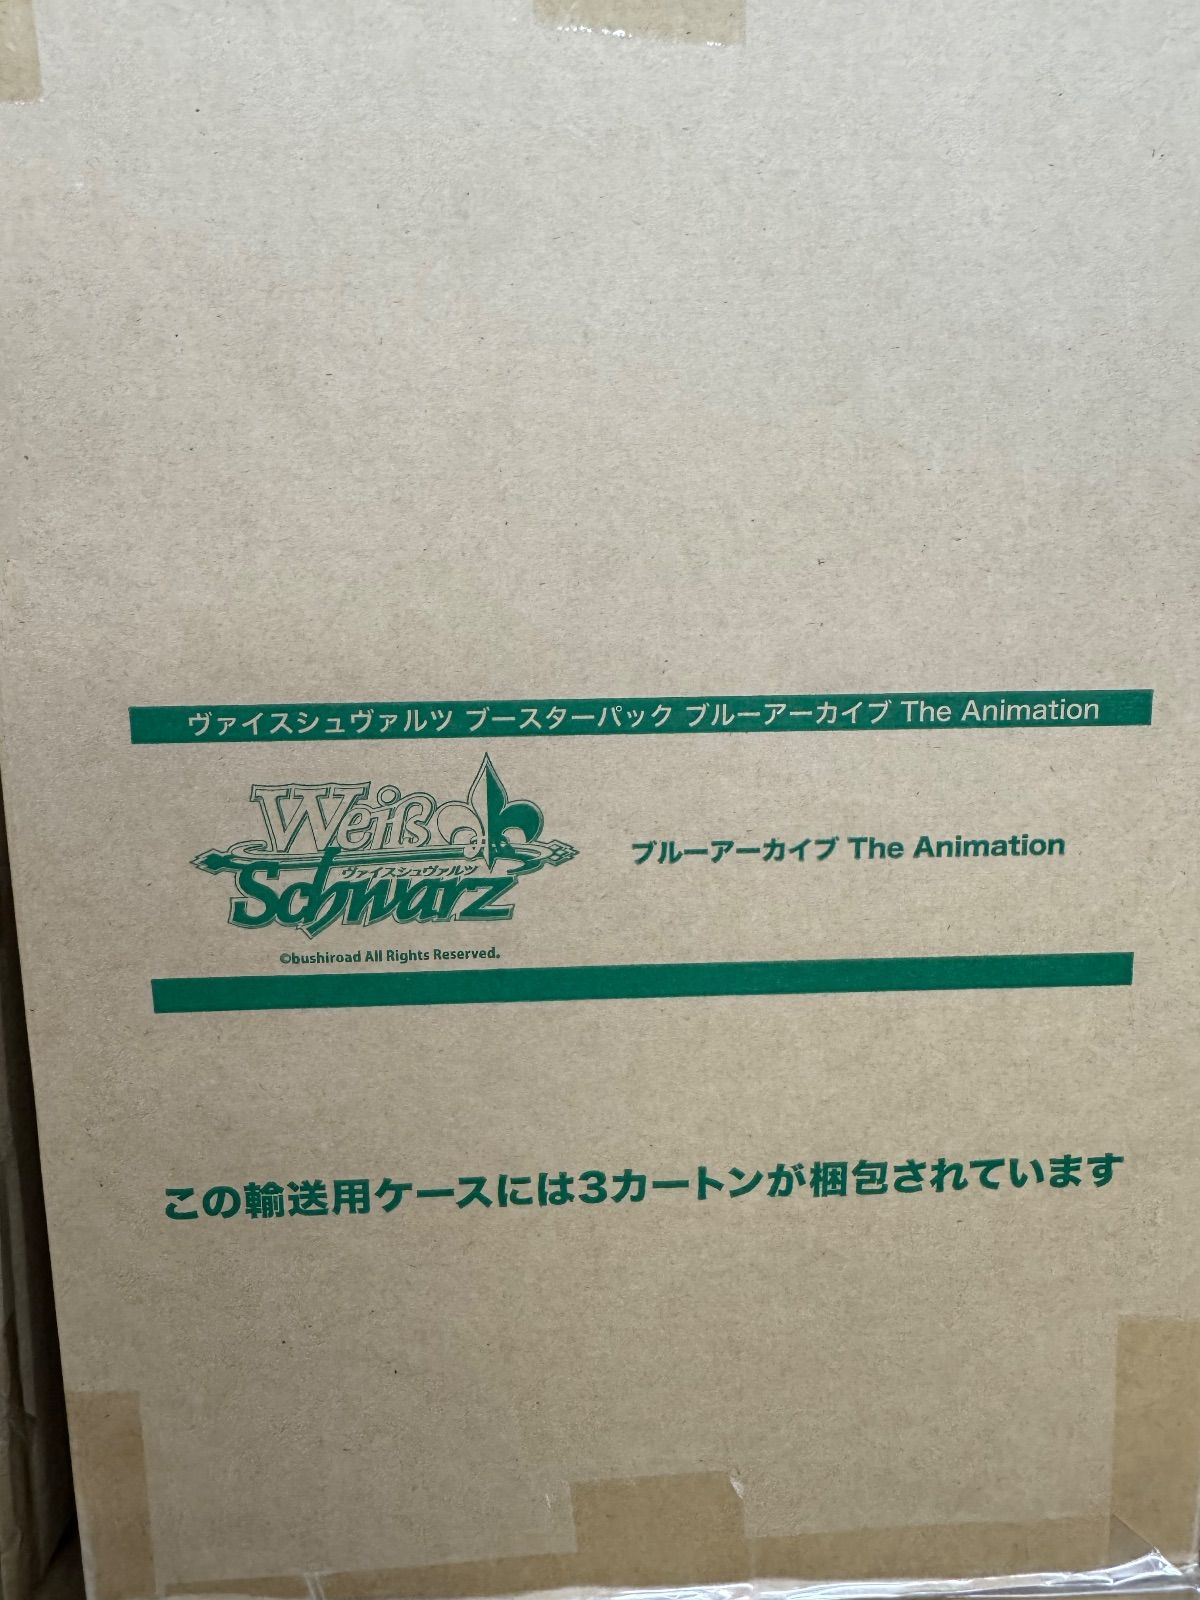 ヴァイスシュヴァルツ ブースターパック ブルーアーカイブ The Animation
Weiß
ヴァイスシュヴァルツ
Schwarz
ブルーアーカイブ The Animation
©bushiroad All Rights Reserved.
この輸送用ケースには3カートンが梱包されています